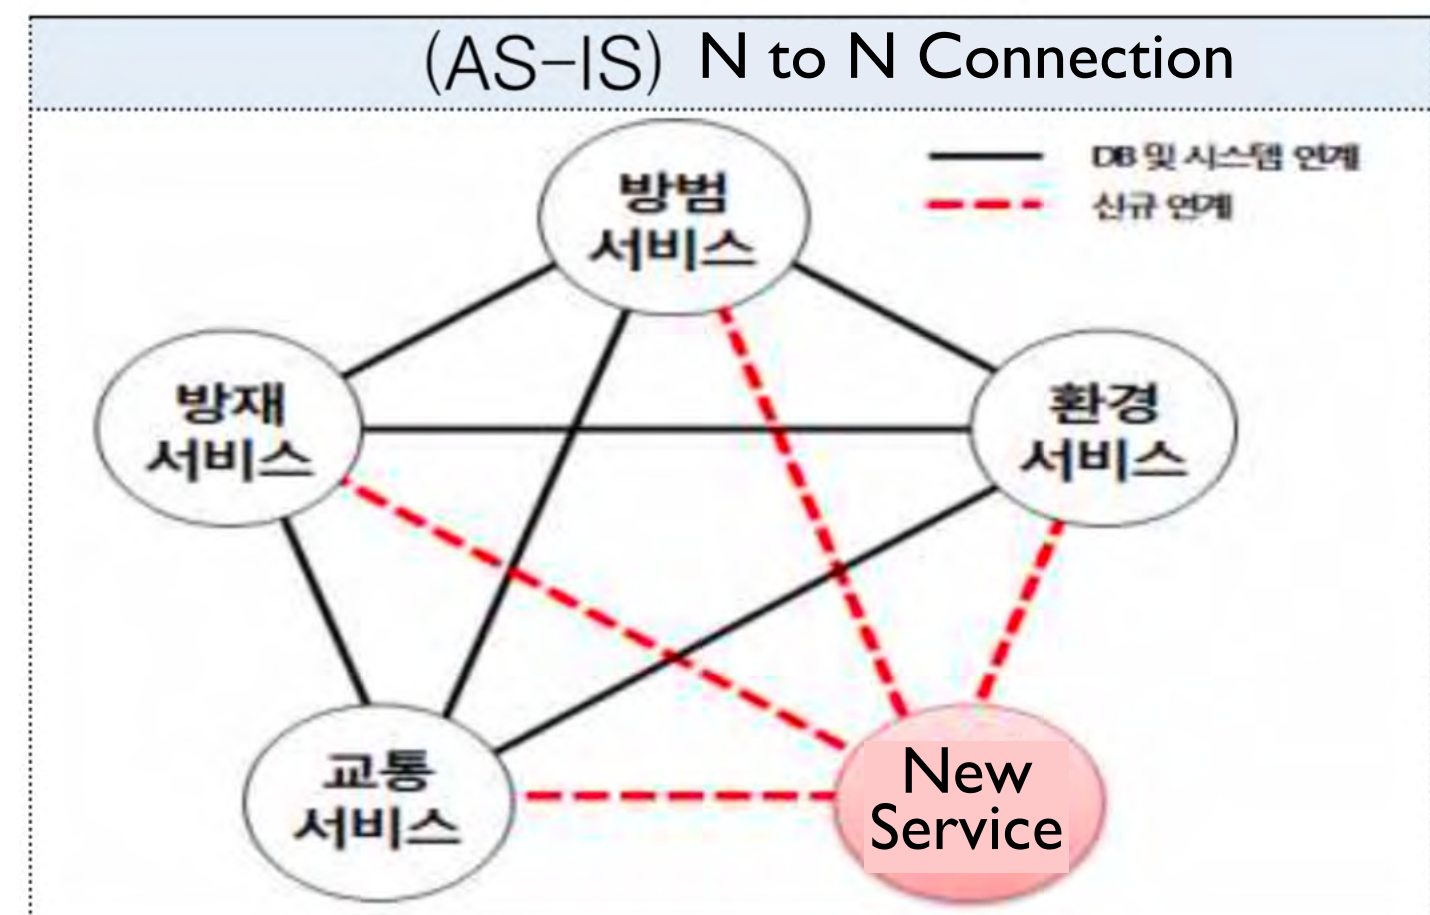 (AS-IS) N to N Connection
DB 및 시스템 연계
신규 연계
방범
서비스
방재
서비스
환경
서비스
교통
서비스
New
Service